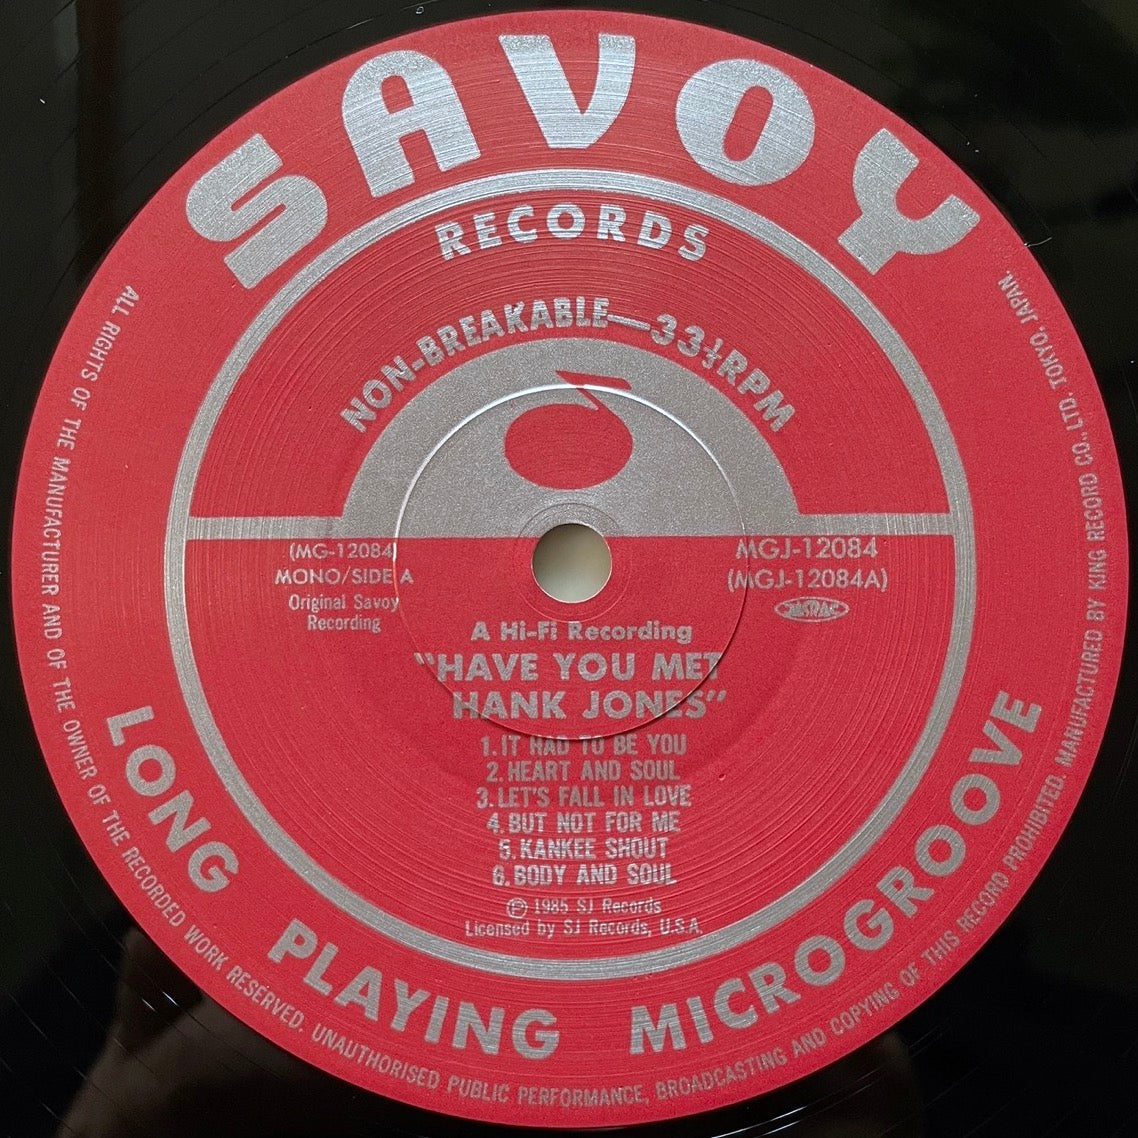 SAVOY
RECORDS
NON-BREAKABLE—33⅓RPM
(MG-12084)
MONO/SIDE A
Original Savoy
Recording
MGJ-12084
(MGJ-12084A)
JASRAC
A Hi-Fi Recording
"HAVE YOU MET
HANK JONES"
1. IT HAD TO BE YOU
2. HEART AND SOUL
3. LET'S FALL IN LOVE
4. BUT NOT FOR ME
5. KANKEE SHOUT
6. BODY AND SOUL
Ⓟ 1985 SJ Records
Licensed by SJ Records, U.S.A.
LONG PLAYING MICROGROOVE
ALL RIGHTS OF THE MANUFACTURER AND OF THE OWNER OF THE RECORDED WORK RESERVED. UNAUTHORISED PUBLIC PERFORMANCE, BROADCASTING AND COPYING OF THIS RECORD PROHIBITED. MANUFACTURED BY KING RECORD CO., LTD. TOKYO, JAPAN.